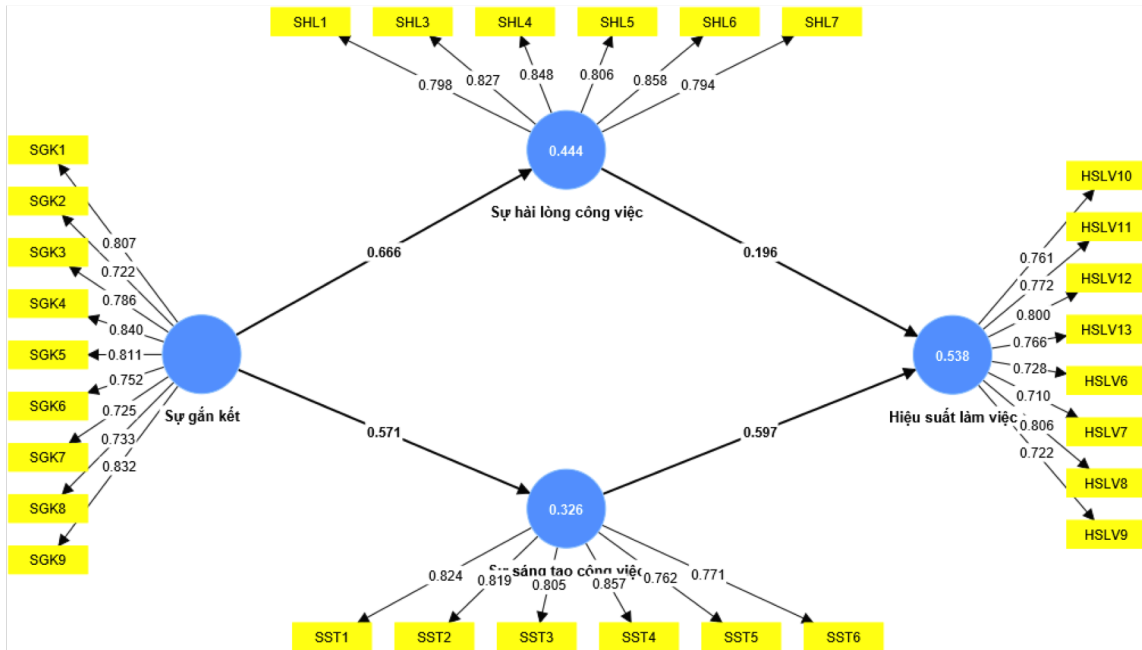 SHL1 SHL3 SHL4 SHL5 SHL6 SHL7
0.798 0.827 0.848 0.806 0.858 0.794
0.444
Sự hài lòng công việc
SGK1
SGK2
SGK3
SGK4
SGK5
SGK6
SGK7
SGK8
SGK9
0.807
0.722
0.786
0.840
0.811
0.752
0.725
0.733
0.832
Sự gắn kết
0.666
0.196
0.571
0.597
HSLV10
HSLV11
HSLV12
HSLV13
HSLV6
HSLV7
HSLV8
HSLV9
0.761
0.772
0.800
0.766
0.728
0.710
0.806
0.722
0.538
Hiệu suất làm việc
0.326
Sự sáng tạo công việc
0.824 0.819 0.805 0.857 0.762 0.771
SST1 SST2 SST3 SST4 SST5 SST6